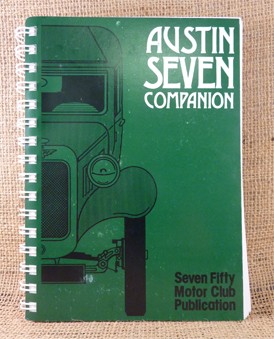 AUSTIN
SEVEN
COMPANION
Seven Fifty
Motor Club
Publication